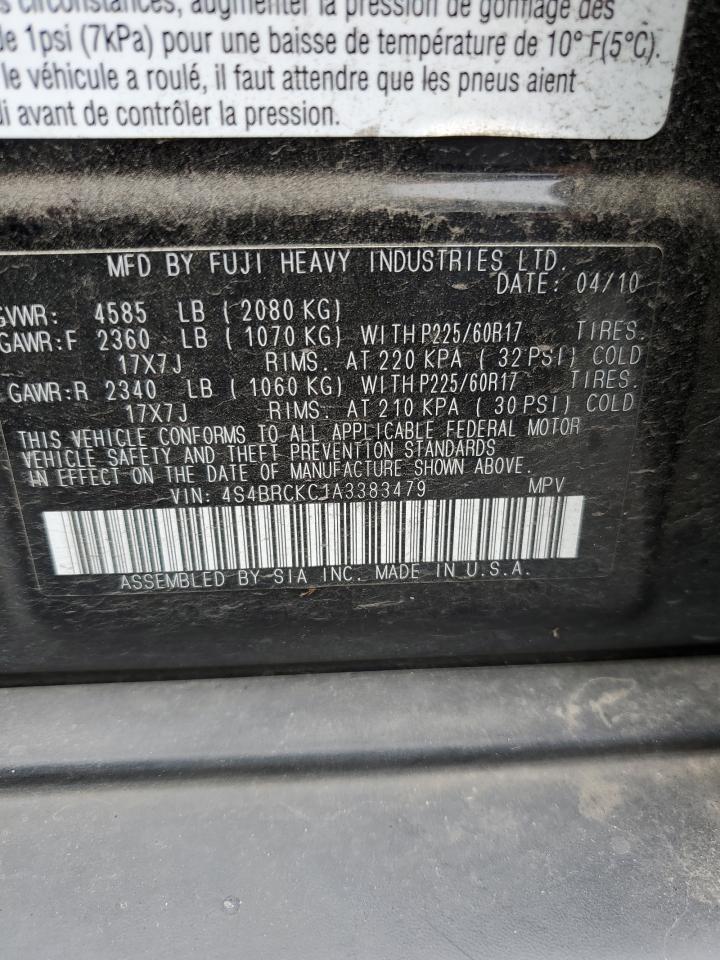 s circonstances, augmenter la pression de gonflage des
de 1psi (7kPa) pour une baisse de température de 10° F(5°C).
le véhicule a roulé, il faut attendre que les pneus aient
di avant de contrôler la pression.
MFD BY FUJI HEAVY INDUSTRIES LTD.
DATE: 04/10
GVWR: 4585 LB (2080 KG)
GAWR:F 2360 LB (1070 KG) WITH P225/60R17 TIRES.
17X7J RIMS. AT 220 KPA (32 PSI) COLD
GAWR:R 2340 LB (1060 KG) WITH P225/60R17 TIRES.
17X7J RIMS. AT 210 KPA (30 PSI) COLD
THIS VEHICLE CONFORMS TO ALL APPLICABLE FEDERAL MOTOR
VEHICLE SAFETY AND THEFT PREVENTION STANDARDS
IN EFFECT ON THE DATE OF MANUFACTURE SHOWN ABOVE.
VIN: 4S4BRCKC1A3383479 MPV
ASSEMBLED BY SIA INC. MADE IN U.S.A.